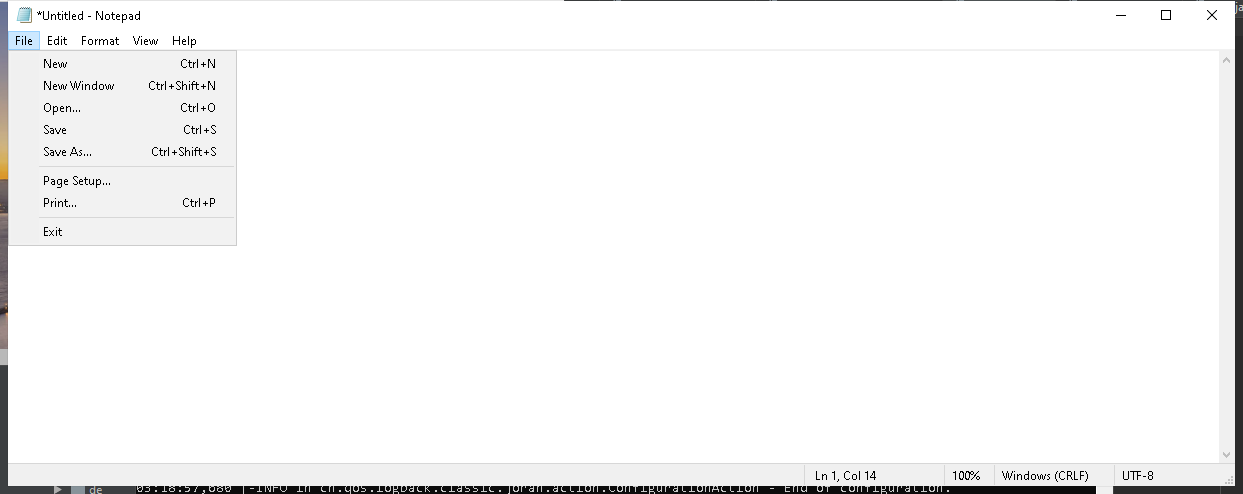 *Untitled - Notepad
ja
File Edit Format View Help
New Ctrl+N
New Window Ctrl+Shift+N
Open... Ctrl+O
Save Ctrl+S
Save As... Ctrl+Shift+S
Page Setup...
Print... Ctrl+P
Exit
Ln 1, Col 14 100% Windows (CRLF) UTF-8
de 03:18:57,680 |-INFO in ch.qos.logback.classic.joran.action.ConfigurationAction - End of configuration.